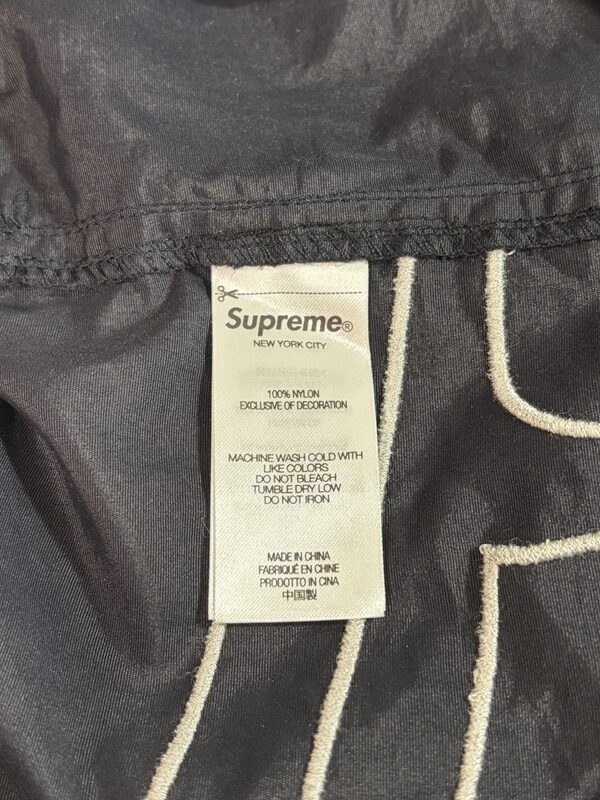 Supreme®
NEW YORK CITY
100% NYLON
EXCLUSIVE OF DECORATION
MACHINE WASH COLD WITH
LIKE COLORS
DO NOT BLEACH
TUMBLE DRY LOW
DO NOT IRON
MADE IN CHINA
FABRIQUÉ EN CHINE
PRODOTTO IN CINA
中国製